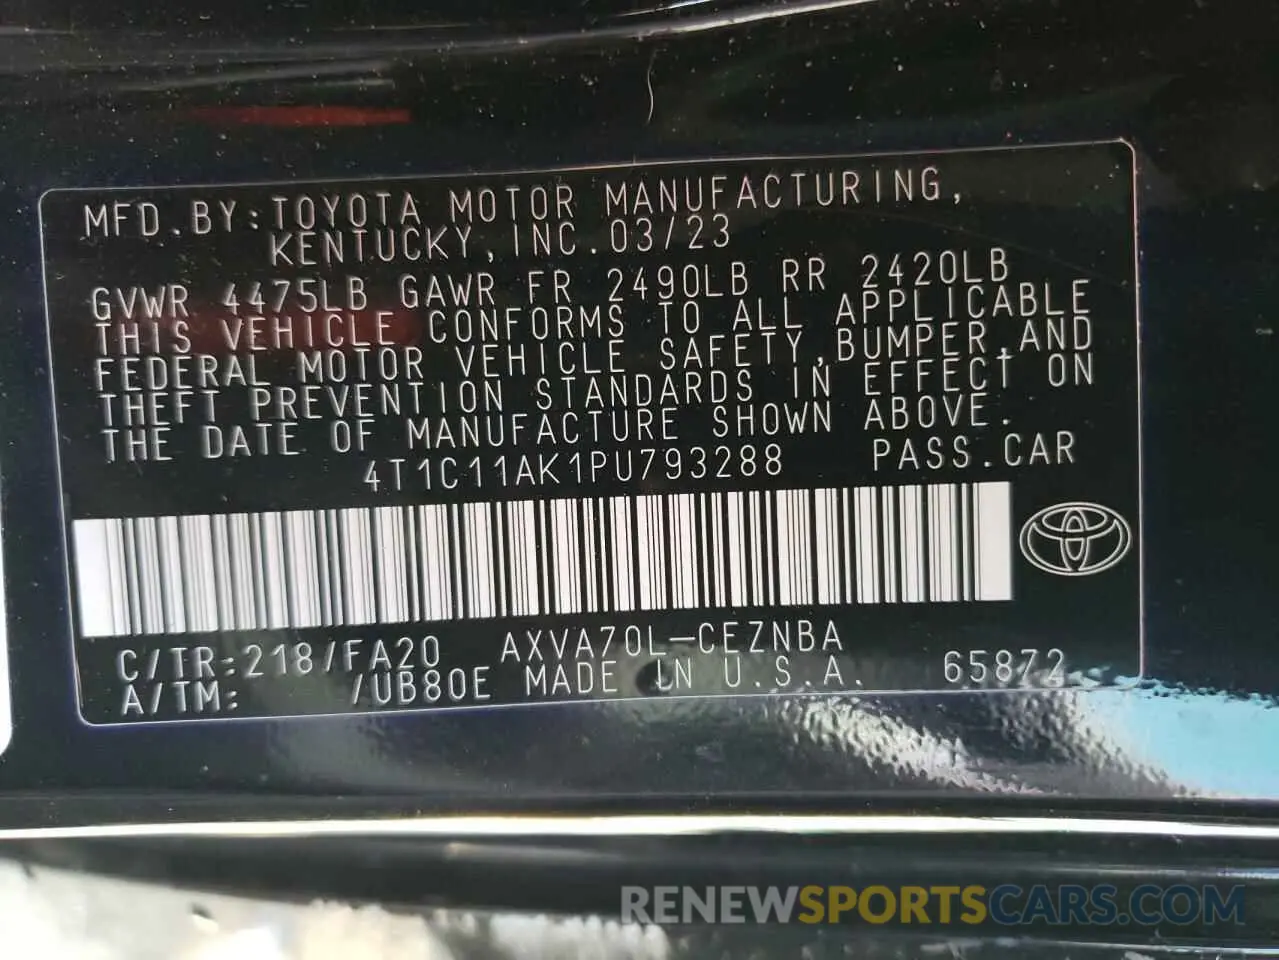 MFD.BY:TOYOTA MOTOR MANUFACTURING,
KENTUCKY,INC.03/23
GVWR 4475LB GAWR FR 2490LB RR 2420LB
THIS VEHICLE CONFORMS TO ALL APPLICABLE
FEDERAL MOTOR VEHICLE SAFETY,BUMPER,AND
THEFT PREVENTION STANDARDS IN EFFECT ON
THE DATE OF MANUFACTURE SHOWN ABOVE.
4T1C11AK1PU793288 PASS.CAR
C/TR:218/FA20 AXVA70L-CEZNBA
A/TM: /UB80E MADE IN U.S.A. 65872
RENEWSPORTSCARS.COM